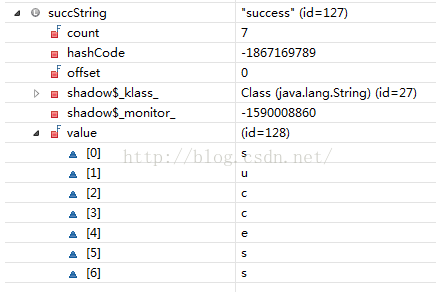 succString "success" (id=127)
count 7
hashCode -1867169789
offset 0
shadow$_klass_ Class (java.lang.String) (id=27)
shadow$_monitor_ -1590008860
value (id=128)
[0] s
http://blog.csdn.net/
[1] u
[2] c
[3] c
[4] e
[5] s
[6] s